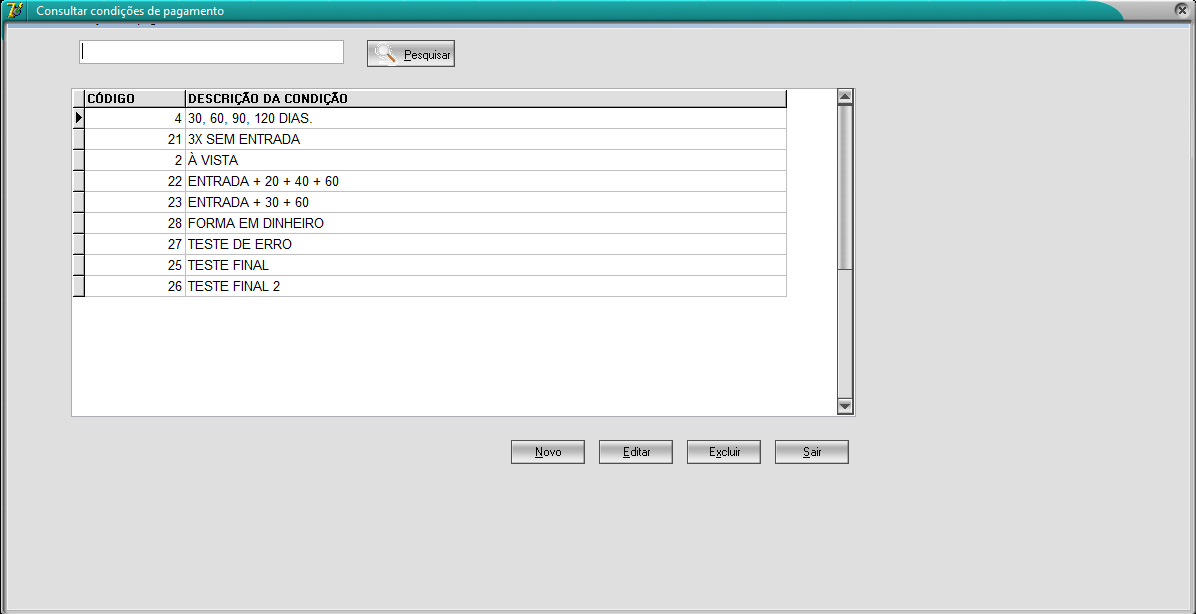 Consultar condições de pagamento
Pesquisar
CÓDIGO DESCRIÇÃO DA CONDIÇÃO
4 30, 60, 90, 120 DIAS.
21 3X SEM ENTRADA
2 À VISTA
22 ENTRADA + 20 + 40 + 60
23 ENTRADA + 30 + 60
28 FORMA EM DINHEIRO
27 TESTE DE ERRO
25 TESTE FINAL
26 TESTE FINAL 2
Novo Editar Excluir Sair